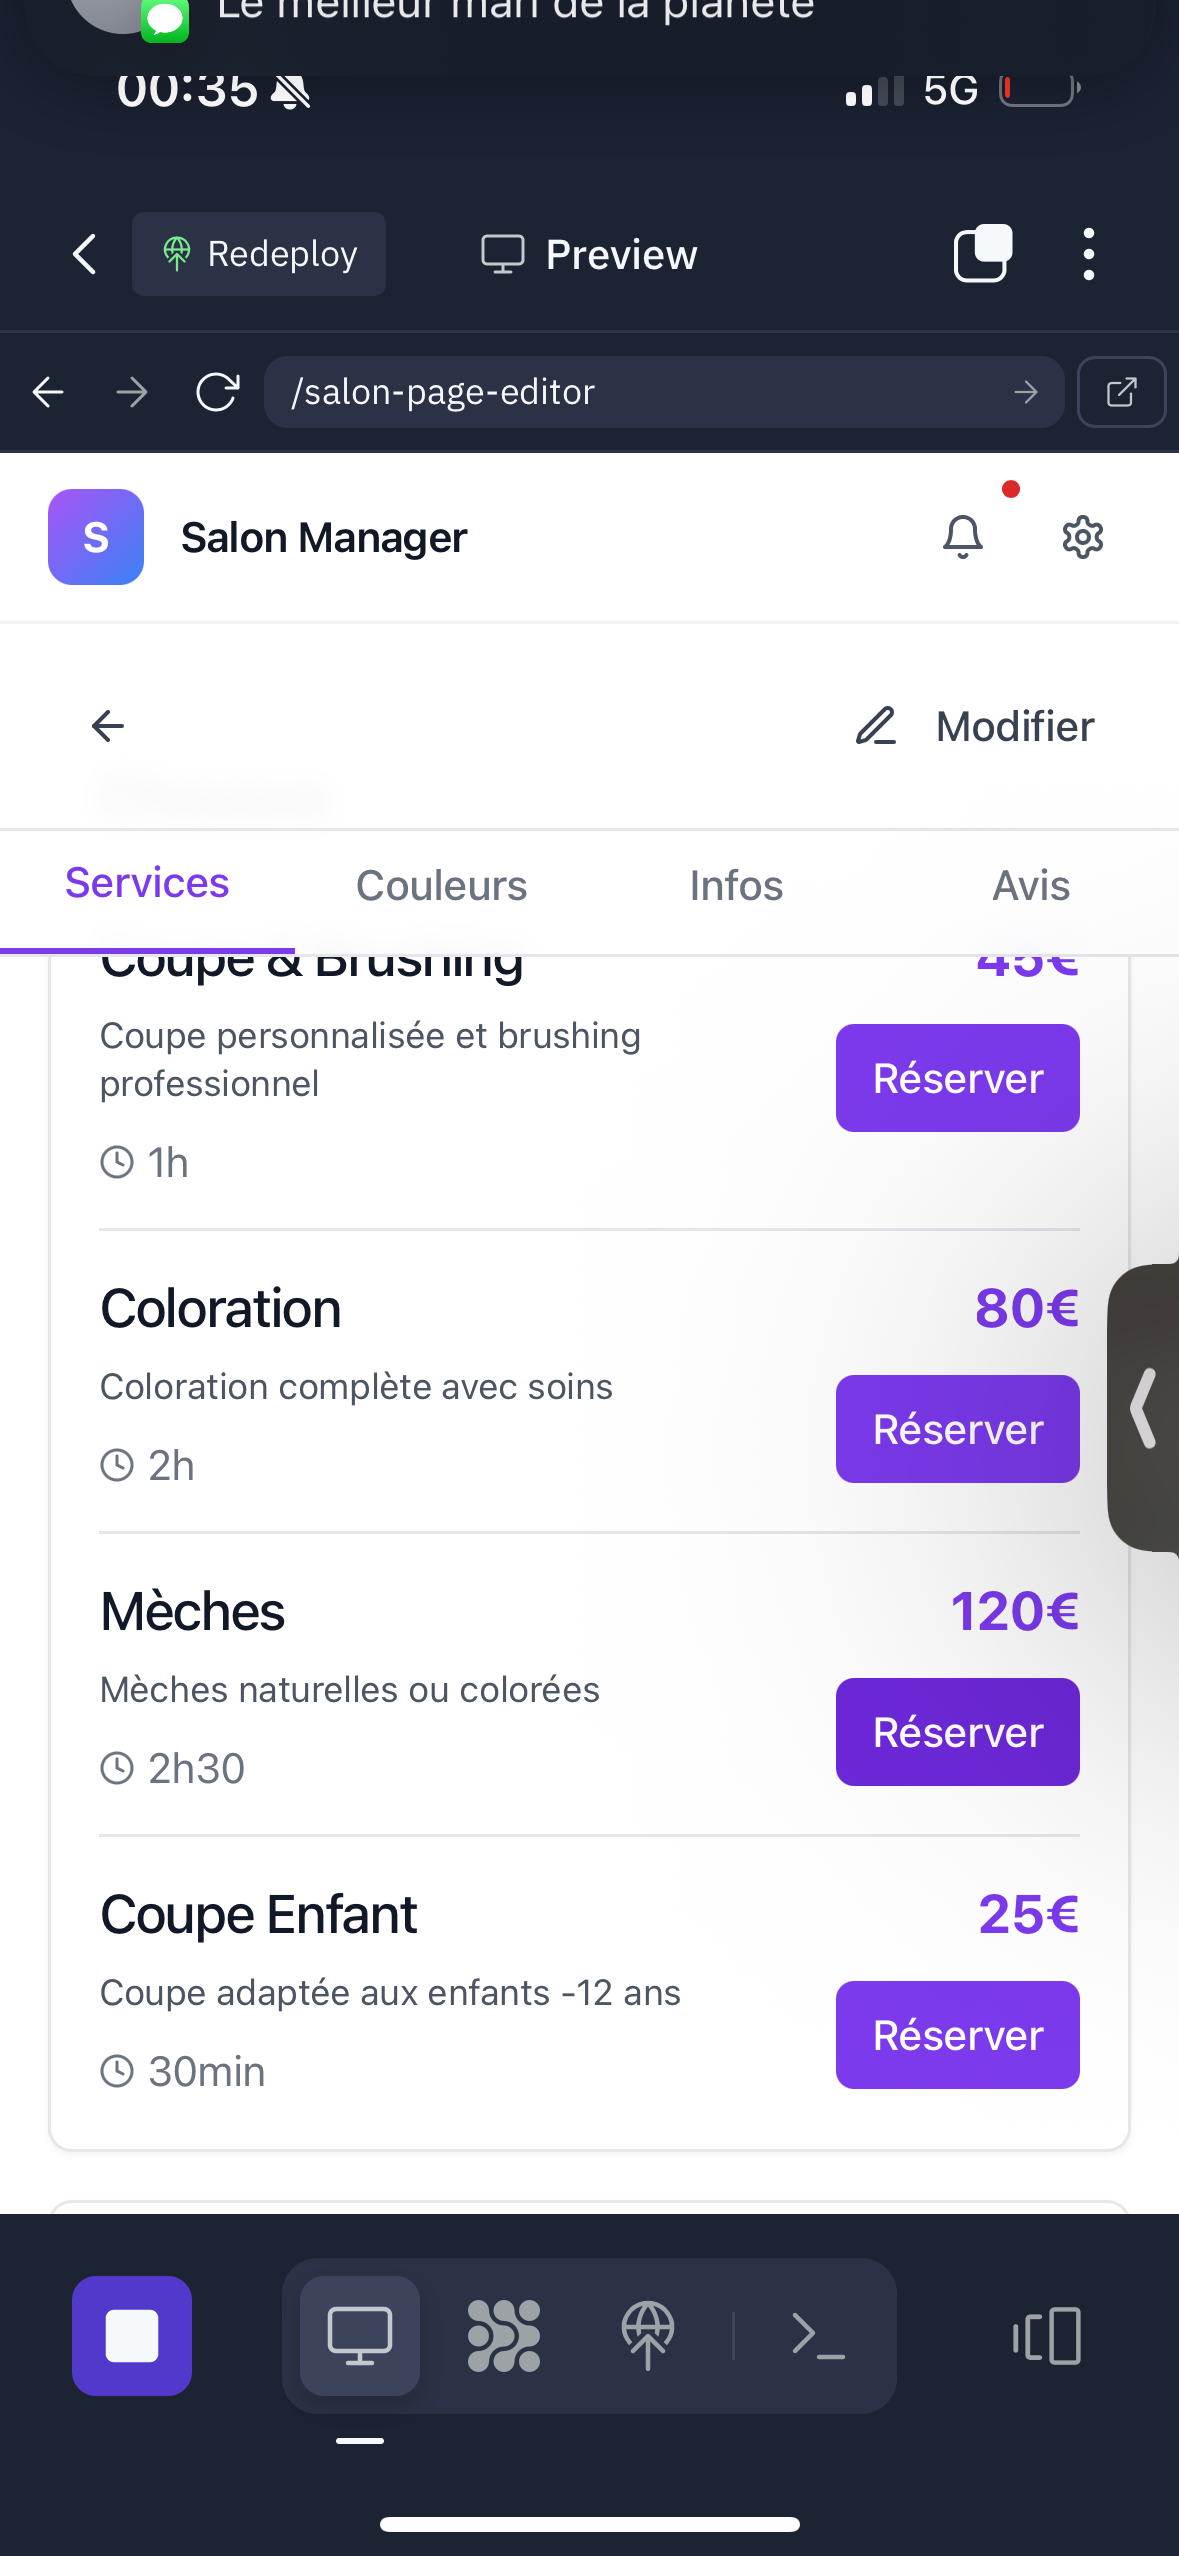 Le meilleur mari de la planète
00:35
5G
Redeploy
Preview
/salon-page-editor
S
Salon Manager
Modifier
Services
Couleurs
Infos
Avis
Coupe & Brushing
45€
Coupe personnalisée et brushing
professionnel
Réserver
1h
Coloration
80€
Coloration complète avec soins
Réserver
2h
Mèches
120€
Mèches naturelles ou colorées
Réserver
2h30
Coupe Enfant
25€
Coupe adaptée aux enfants -12 ans
Réserver
30min